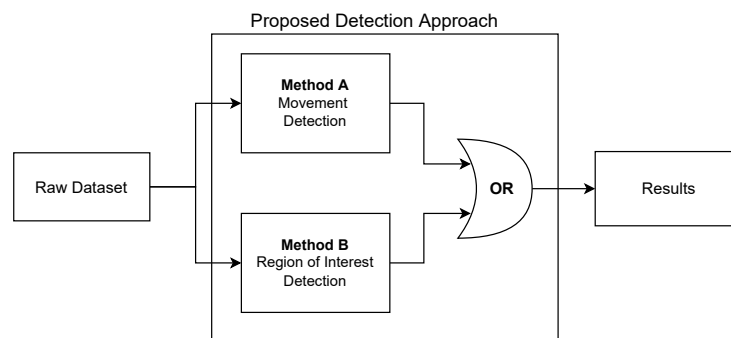 Proposed Detection Approach
Method A
Movement
Detection
Raw Dataset
OR
Results
Method B
Region of Interest
Detection